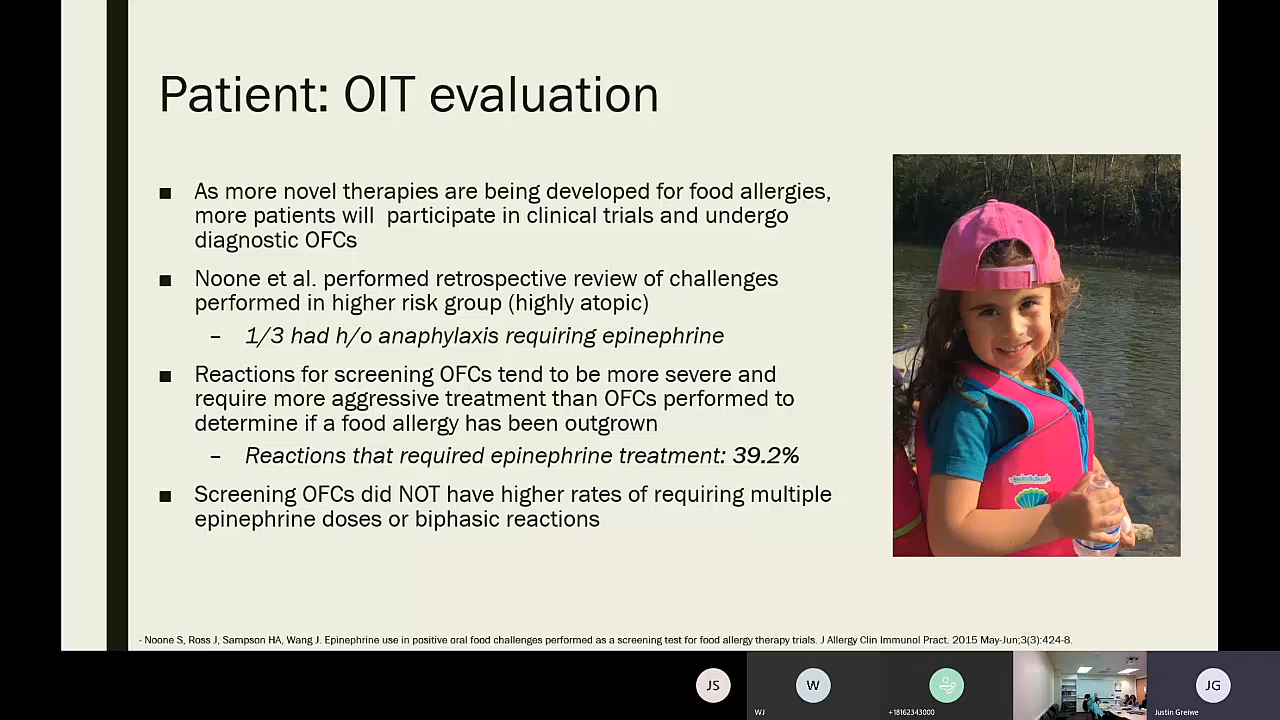 Patient: OIT evaluation
■ As more novel therapies are being developed for food allergies,
more patients will  participate in clinical trials and undergo
diagnostic OFCs
■ Noone et al. performed retrospective review of challenges
performed in higher risk group (highly atopic)
– 1/3 had h/o anaphylaxis requiring epinephrine
■ Reactions for screening OFCs tend to be more severe and
require more aggressive treatment than OFCs performed to
determine if a food allergy has been outgrown
– Reactions that required epinephrine treatment: 39.2%
■ Screening OFCs did NOT have higher rates of requiring multiple
epinephrine doses or biphasic reactions
- Noone S, Ross J, Sampson HA, Wang J. Epinephrine use in positive oral food challenges performed as a screening test for food allergy therapy trials. J Allergy Clin Immunol Pract. 2015 May-Jun;3(3):424-8.
JS
W
JG
WJ
+18162343000
Justin Greiwe